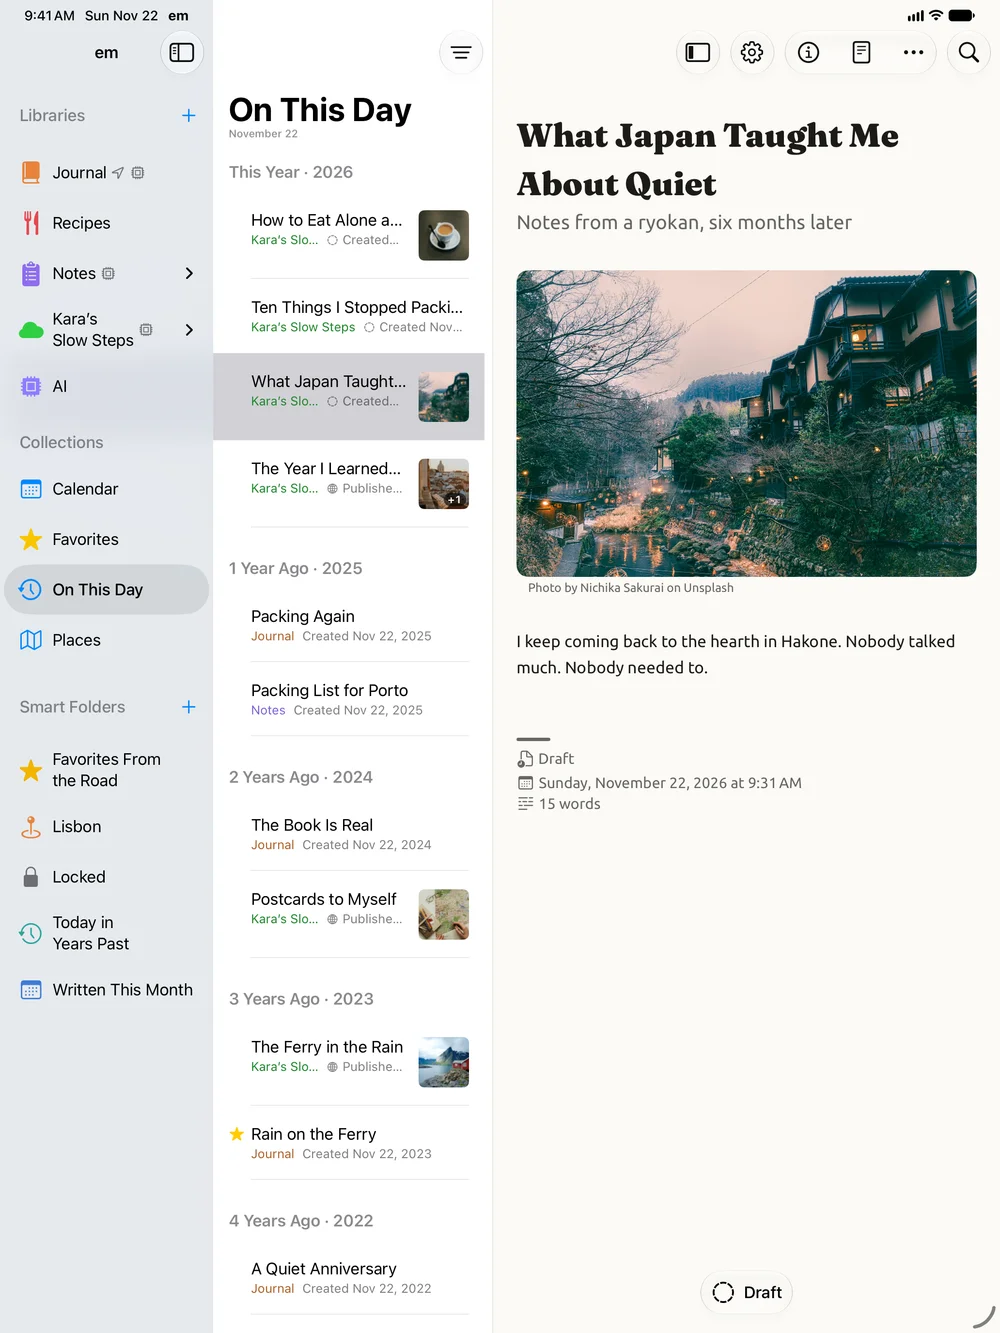 9:41 AM Sun Nov 22 em
em
Libraries
Journal
Recipes
Notes
Kara's
Slow Steps
AI
Collections
Calendar
Favorites
On This Day
Places
Smart Folders
Favorites From
the Road
Lisbon
Locked
Today in
Years Past
Written This Month
On This Day
November 22
This Year · 2026
How to Eat Alone a...
Kara's Slo... Created...
Ten Things I Stopped Packi...
Kara's Slow Steps Created Nov...
What Japan Taught...
Kara's Slo... Created...
The Year I Learned...
Kara's Slo... Publishe...
+1
1 Year Ago · 2025
Packing Again
Journal Created Nov 22, 2025
Packing List for Porto
Notes Created Nov 22, 2025
2 Years Ago · 2024
The Book Is Real
Journal Created Nov 22, 2024
Postcards to Myself
Kara's Slo... Publishe...
3 Years Ago · 2023
The Ferry in the Rain
Kara's Slo... Publishe...
Rain on the Ferry
Journal Created Nov 22, 2023
4 Years Ago · 2022
A Quiet Anniversary
Journal Created Nov 22, 2022
What Japan Taught Me
About Quiet
Notes from a ryokan, six months later
Photo by Nichika Sakurai on Unsplash
I keep coming back to the hearth in Hakone. Nobody talked
much. Nobody needed to.
Draft
Sunday, November 22, 2026 at 9:31 AM
15 words
Draft